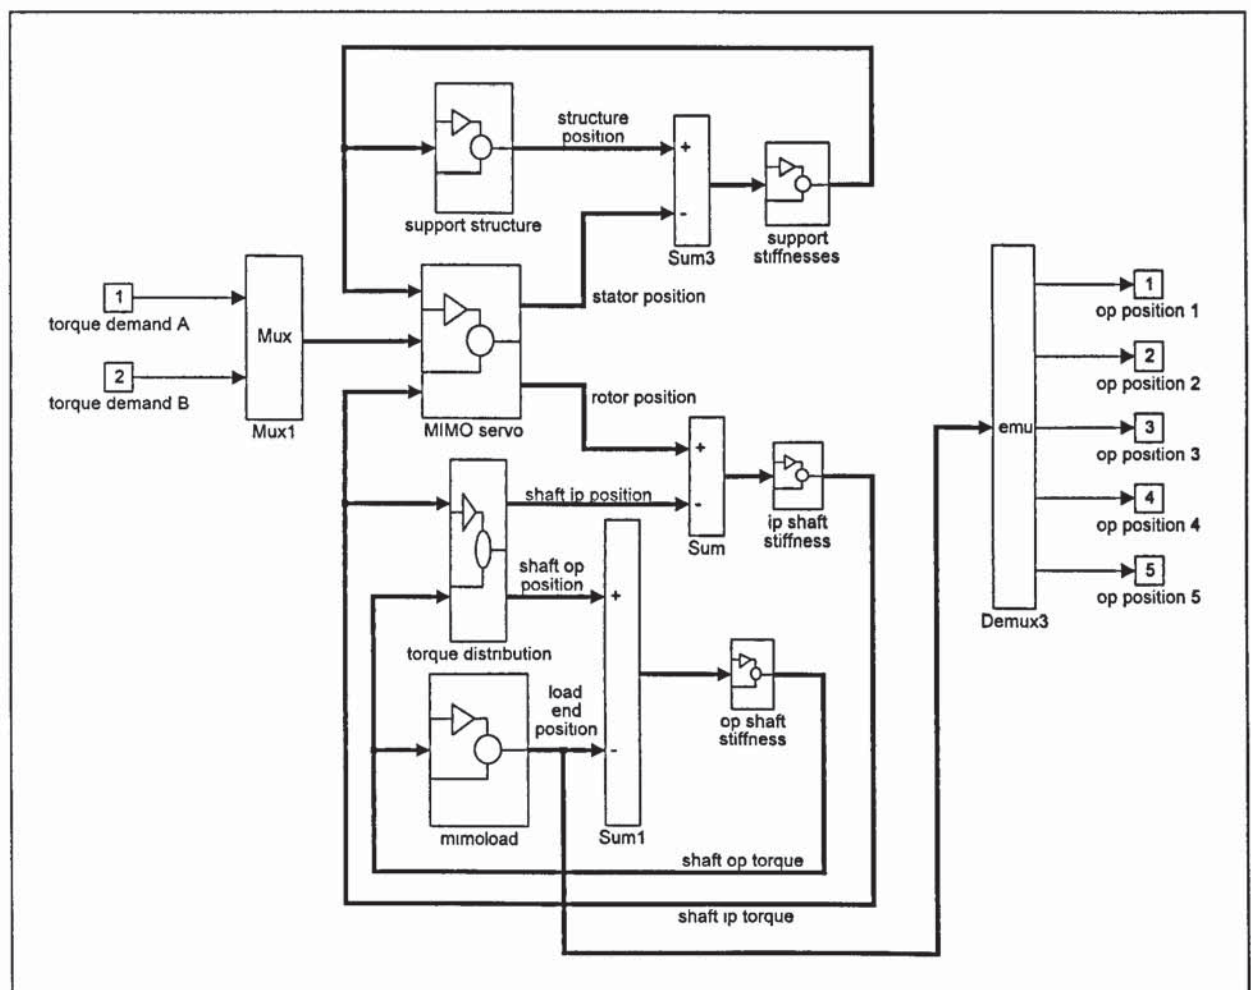 structure
position
+
-
support structure
Sum3
support
stiffnesses
1
torque demand A
2
torque demand B
Mux
Mux1
stator position
MIMO servo
rotor position
+
-
Sum
ip shaft
stiffness
shaft ip position
shaft op
position
+
-
torque distribution
load
end
position
op shaft
stiffness
mimoload
Sum1
shaft op torque
shaft ip torque
emu
Demux3
1
op position 1
2
op position 2
3
op position 3
4
op position 4
5
op position 5